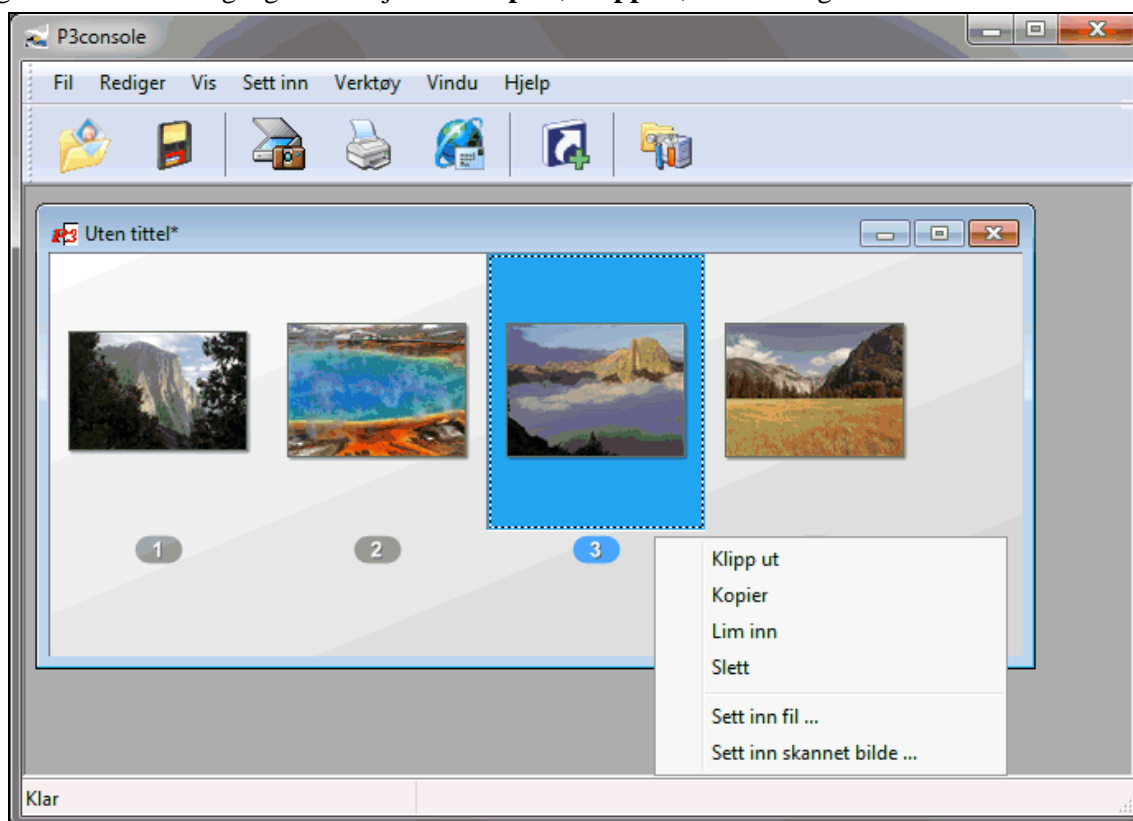 P3console
Fil Rediger Vis Sett inn Verktøy Vindu Hjelp
P3 Uten tittel*
1 2 3
Klipp ut
Kopier
Lim inn
Slett
Sett inn fil ...
Sett inn skannet bilde ...
Klar